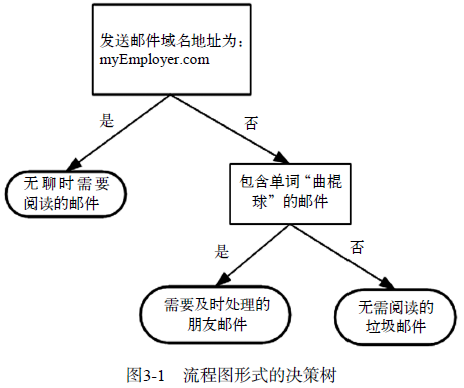 发送邮件域名地址为：
myEmployer.com
是
否
无聊时需要
阅读的邮件
包含单词“曲棍
球”的邮件
是
否
需要及时处理的
朋友邮件
无需阅读的
垃圾邮件
图3-1 流程图形式的决策树